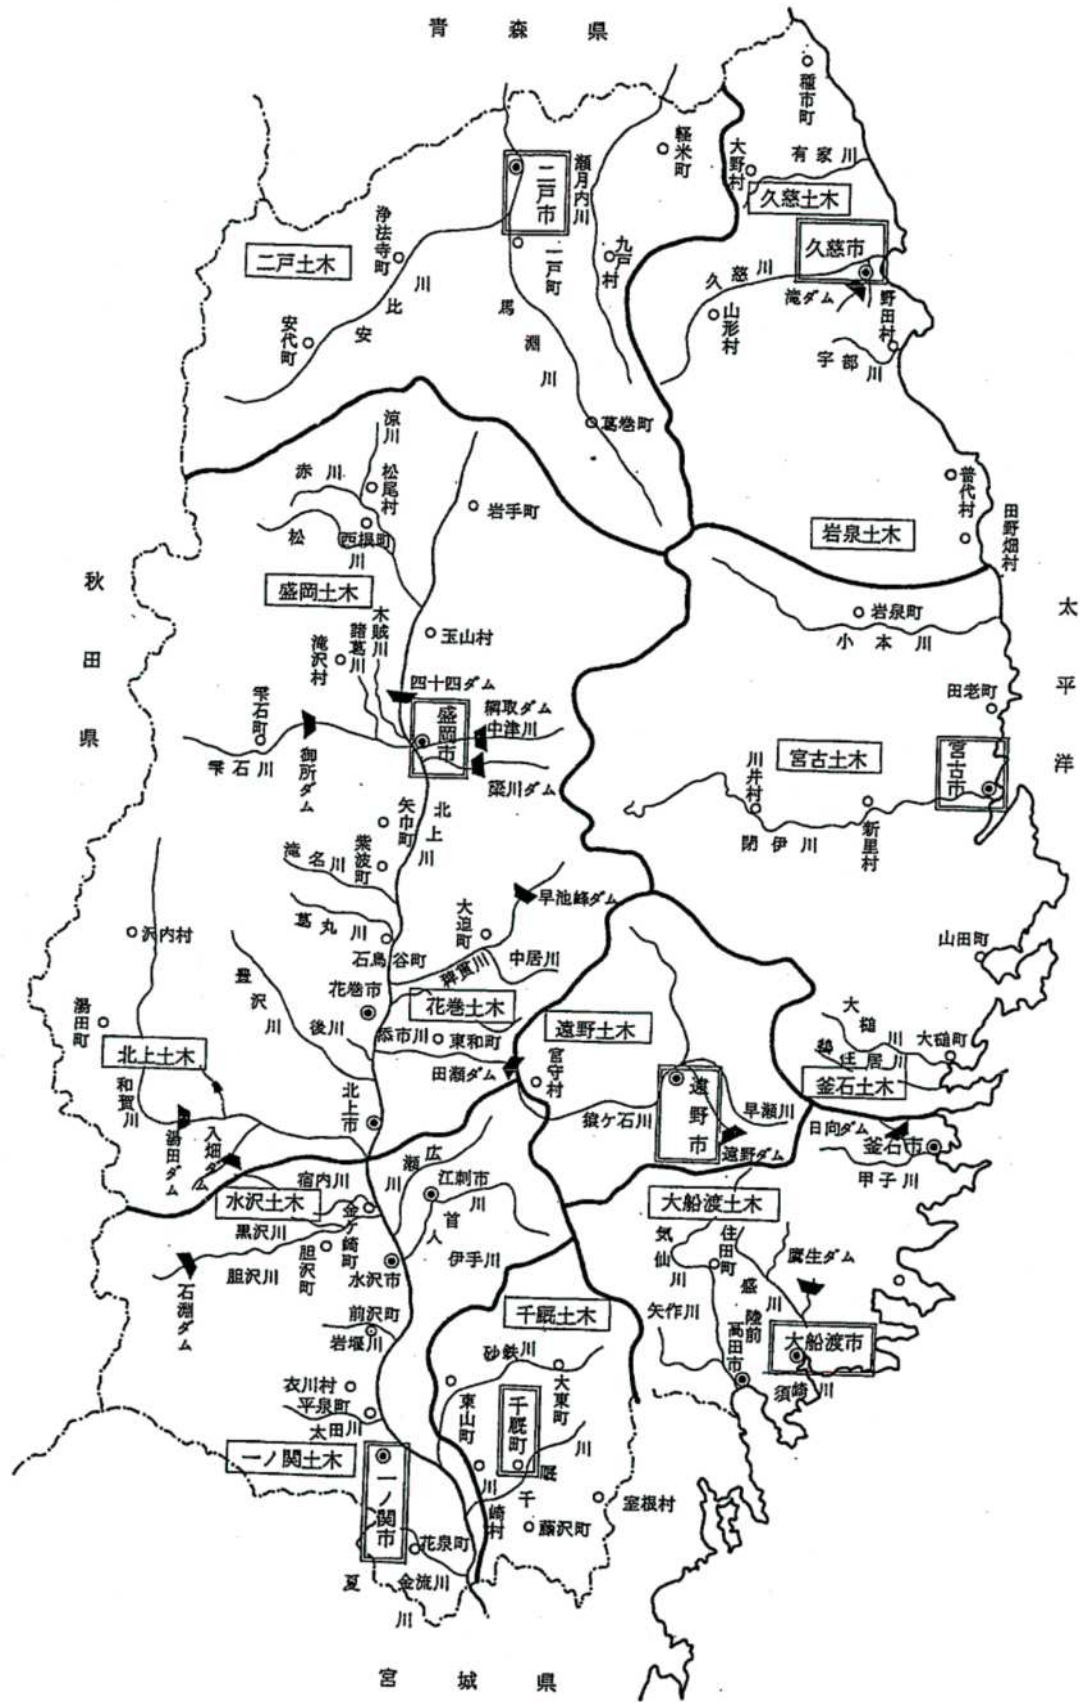 青森県
種市町
有家川
大野村
軽米町
瀬月内川
二戸市
久慈土木
久慈市
浄法寺町
二戸土木
一戸町
九戸村
久慈川
滝ダム
野田村
安比川
馬淵川
山形村
宇部川
安代町
葛巻町
涼川
赤川
松尾村
岩手町
普代村
松川
西根町
岩泉土木
田野畑村
秋田県
盛岡土木
太平洋
木賊川
諸葛川
滝沢村
玉山村
岩泉町
小本川
四十四ダム
田老町
雫石町
盛岡市
綱取ダム
中津川
宮古土木
宮古市
雫石川
御所ダム
簗川ダム
川井村
矢巾町
北上川
閉伊川
新里村
滝名川
紫波町
早池峰ダム
葛丸川
大迫町
沢内村
石鳥谷町
稗貫川
中居川
山田町
豊沢川
花巻市
花巻土木
遠野土木
湯田町
後川
添市川
東和町
大槌川
大槌町
北上土木
田瀬ダム
宮守村
釜石土木
和賀川
北上市
猿ケ石川
遠野市
早瀬川
日向ダム
湯田ダム
入畑ダム
遠野ダム
釜石市
甲子川
広瀬川
宿内川
江刺市
水沢土木
金ケ崎町
人首川
大船渡土木
黒沢川
胆沢町
伊手川
気仙川
住田町
鷹生ダム
胆沢川
石淵ダム
水沢市
盛川
前沢町
千厩土木
矢作川
陸前高田市
大船渡市
岩堰川
砂鉄川
須崎川
衣川村
大東町
平泉町
東山町
千厩町
太田川
一ノ関土木
一ノ関市
千厩川
川崎村
室根村
藤沢町
花泉町
夏川
金流川
宮城県